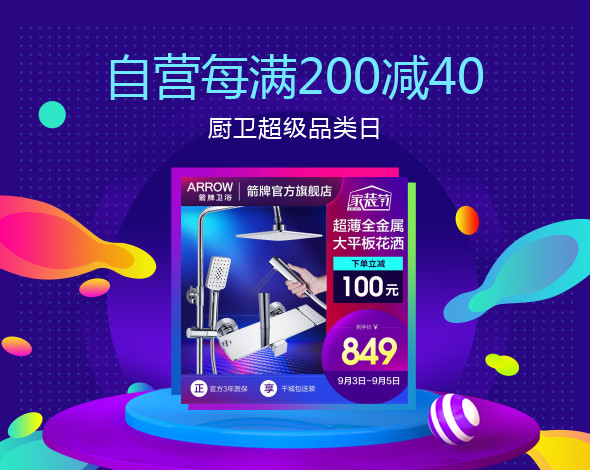 自营每满200减40
厨卫超级品类日
ARROW
箭牌卫浴
箭牌官方旗舰店
家装节
超薄全金属
大平板花洒
下单立减
100元
到手价 ¥
849
9月3日-9月5日
正 官方3年质保
享 千城包送装